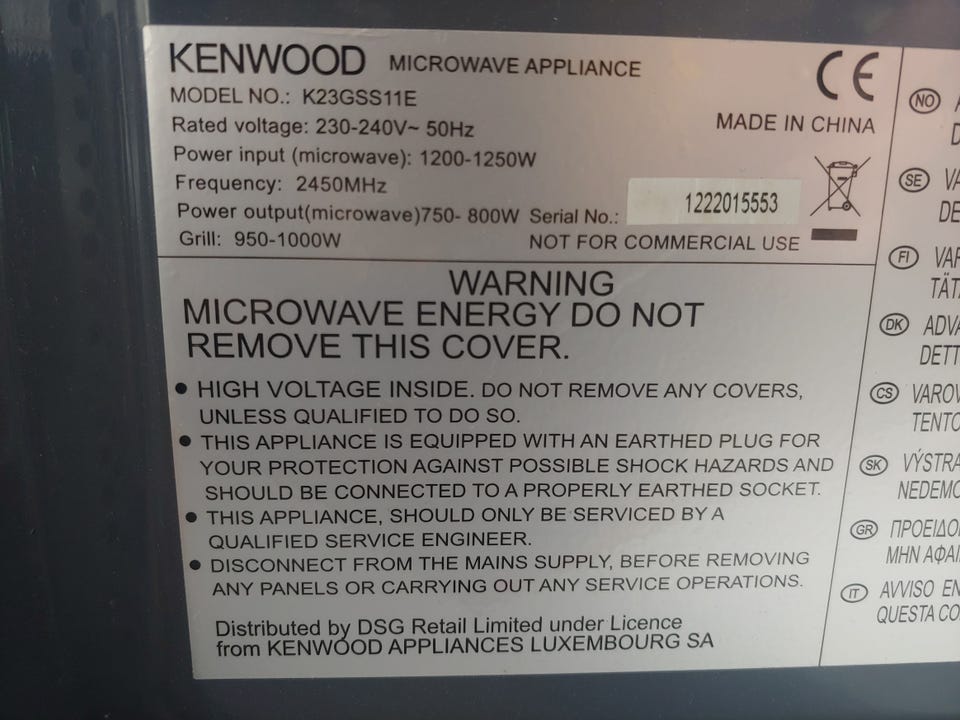 KENWOOD MICROWAVE APPLIANCE
MODEL NO.: K23GSS11E
Rated voltage: 230-240V~ 50Hz
Power input (microwave): 1200-1250W
Frequency: 2450MHz
Power output(microwave)750- 800W Serial No.: 1222015553
Grill: 950-1000W
CE
MADE IN CHINA
NOT FOR COMMERCIAL USE
WARNING
MICROWAVE ENERGY DO NOT
REMOVE THIS COVER.
• HIGH VOLTAGE INSIDE. DO NOT REMOVE ANY COVERS,
UNLESS QUALIFIED TO DO SO.
• THIS APPLIANCE IS EQUIPPED WITH AN EARTHED PLUG FOR
YOUR PROTECTION AGAINST POSSIBLE SHOCK HAZARDS AND
SHOULD BE CONNECTED TO A PROPERLY EARTHED SOCKET.
• THIS APPLIANCE, SHOULD ONLY BE SERVICED BY A
QUALIFIED SERVICE ENGINEER.
• DISCONNECT FROM THE MAINS SUPPLY, BEFORE REMOVING
ANY PANELS OR CARRYING OUT ANY SERVICE OPERATIONS.
Distributed by DSG Retail Limited under Licence
from KENWOOD APPLIANCES LUXEMBOURG SA
NO
SE
FI
DK
CS
SK
GR
IT AVVISO
QUESTA